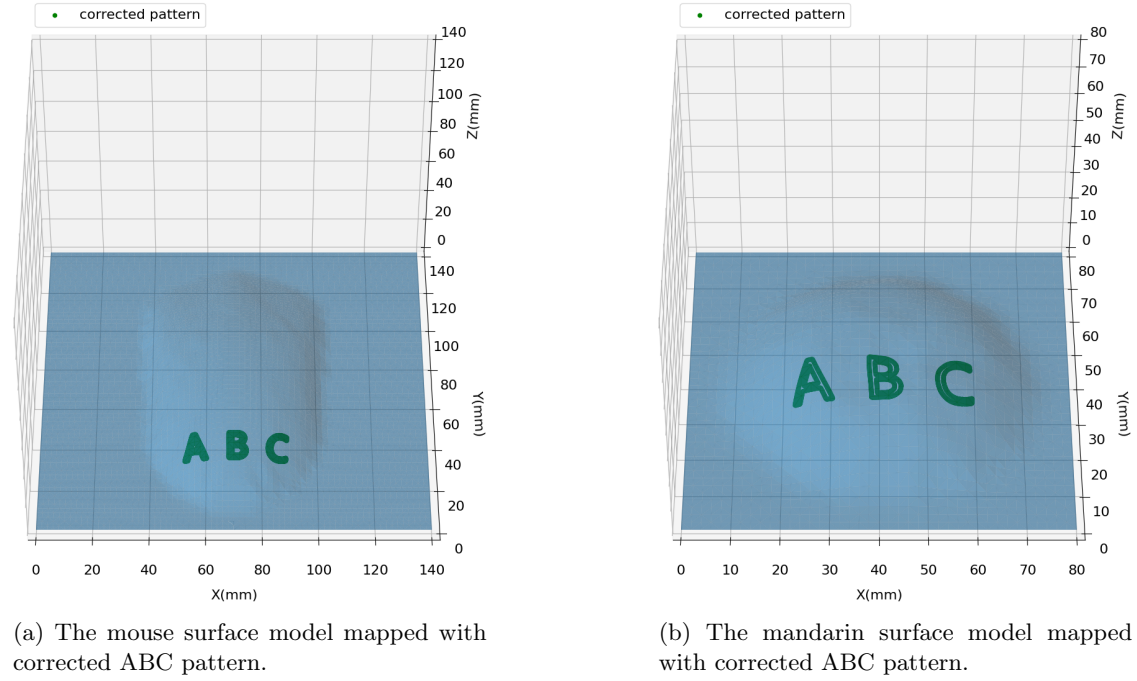 corrected pattern
140
120
100
80
60
40
20
0
Z(mm)
140
120
100
80
60
40
20
0
Y(mm)
A B C
0 20 40 60 80 100 120 140
X(mm)
(a) The mouse surface model mapped with
corrected ABC pattern.
corrected pattern
80
70
60
50
40
30
20
10
0
Z(mm)
80
70
60
50
40
30
20
10
0
Y(mm)
A B C
0 10 20 30 40 50 60 70 80
X(mm)
(b) The mandarin surface model mapped
with corrected ABC pattern.